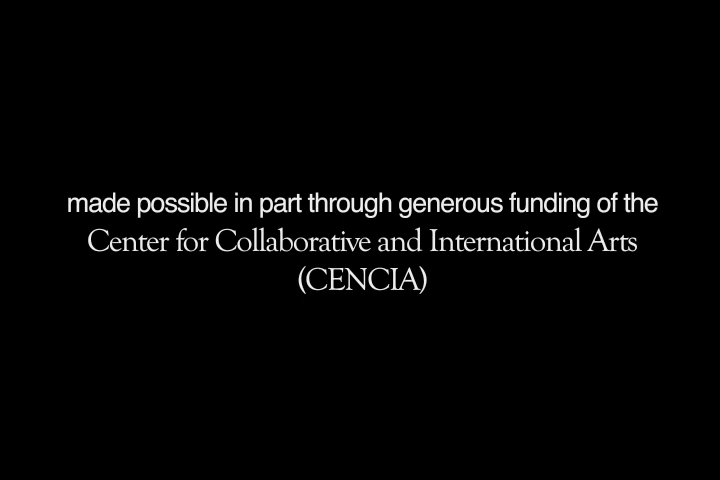 made possible in part through generous funding of the
Center for Collaborative and International Arts
(CENCIA)